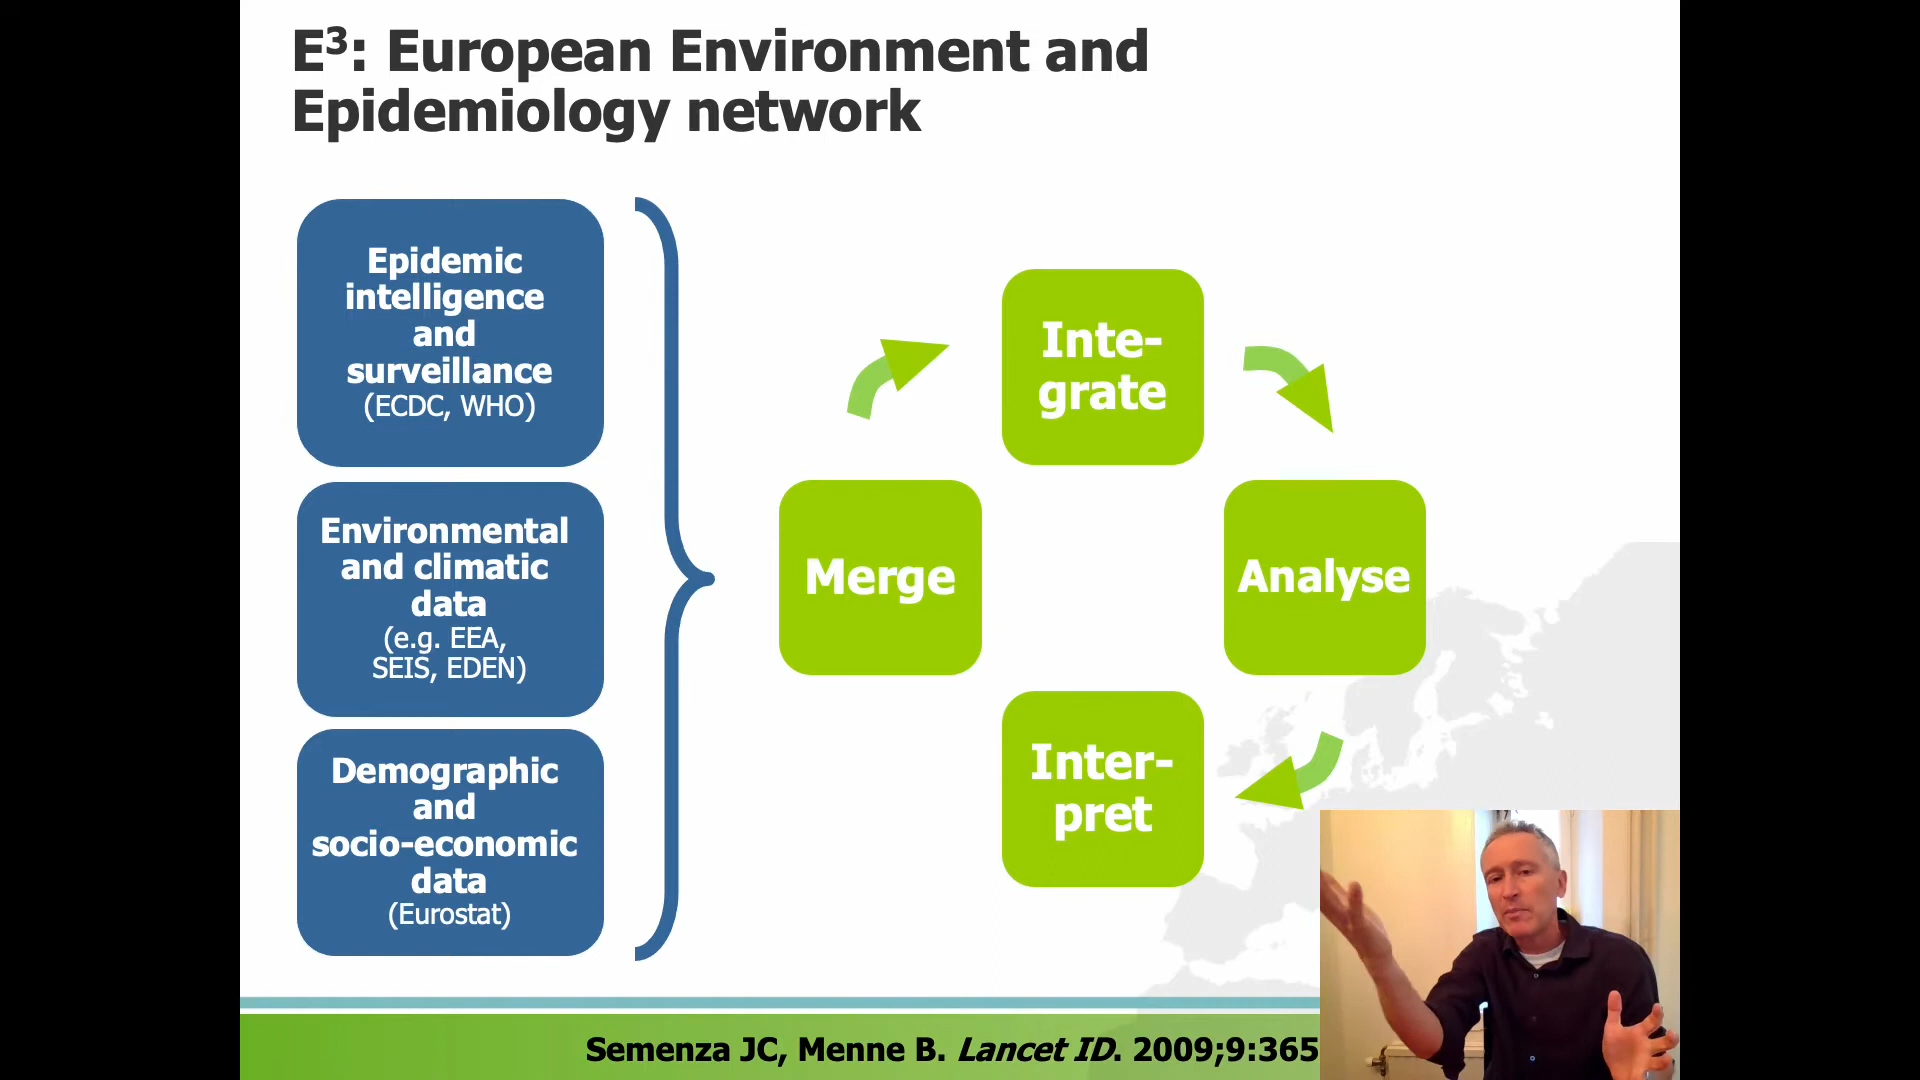 E³: European Environment and
Epidemiology network
Epidemic
intelligence
and
surveillance
(ECDC, WHO)
Environmental
and climatic
data
(e.g. EEA,
SEIS, EDEN)
Demographic
and
socio-economic
data
(Eurostat)
Inte-
grate
Merge
Analyse
Inter-
pret
Semenza JC, Menne B. Lancet ID. 2009;9:365